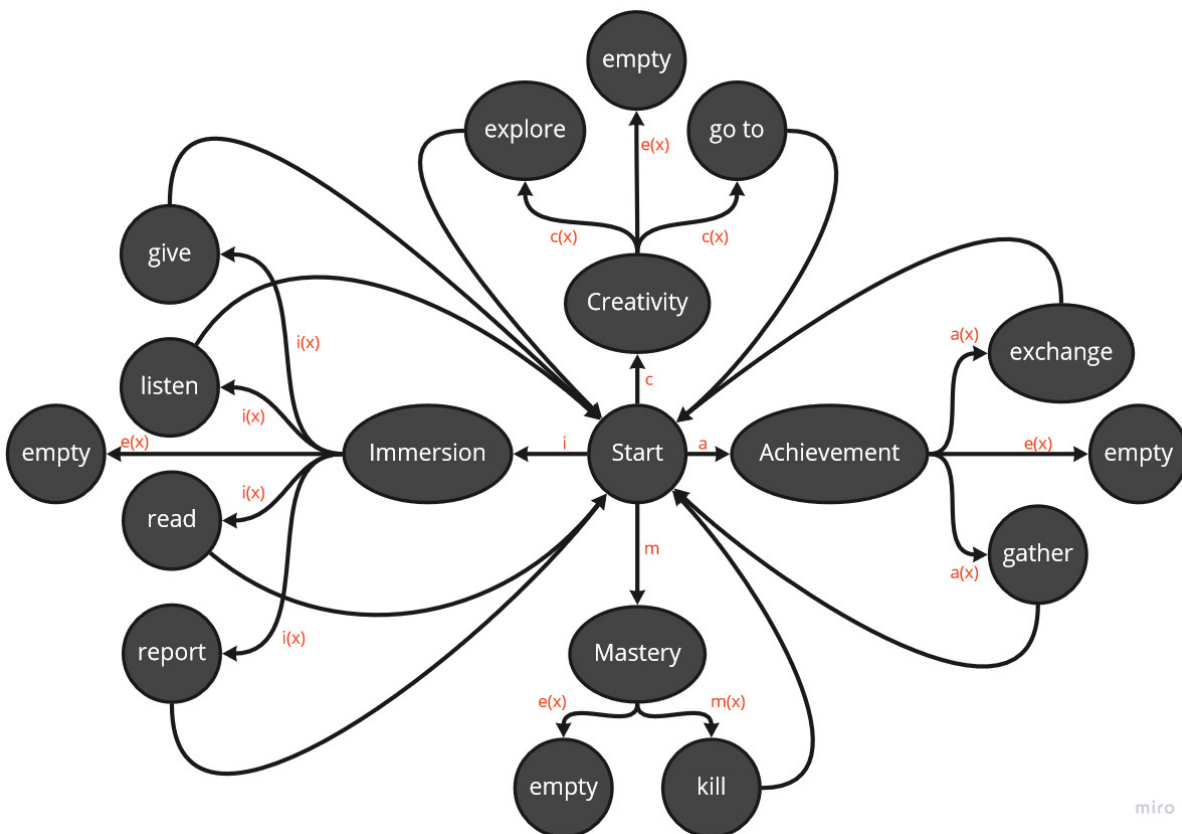 empty
explore
go to
e(x)
c(x)
c(x)
give
Creativity
i(x)
a(x)
exchange
listen
c
i(x)
empty
e(x)
Immersion
i
Start
a
Achievement
e(x)
empty
i(x)
read
m
gather
a(x)
i(x)
report
Mastery
e(x)
m(x)
empty
kill
miro